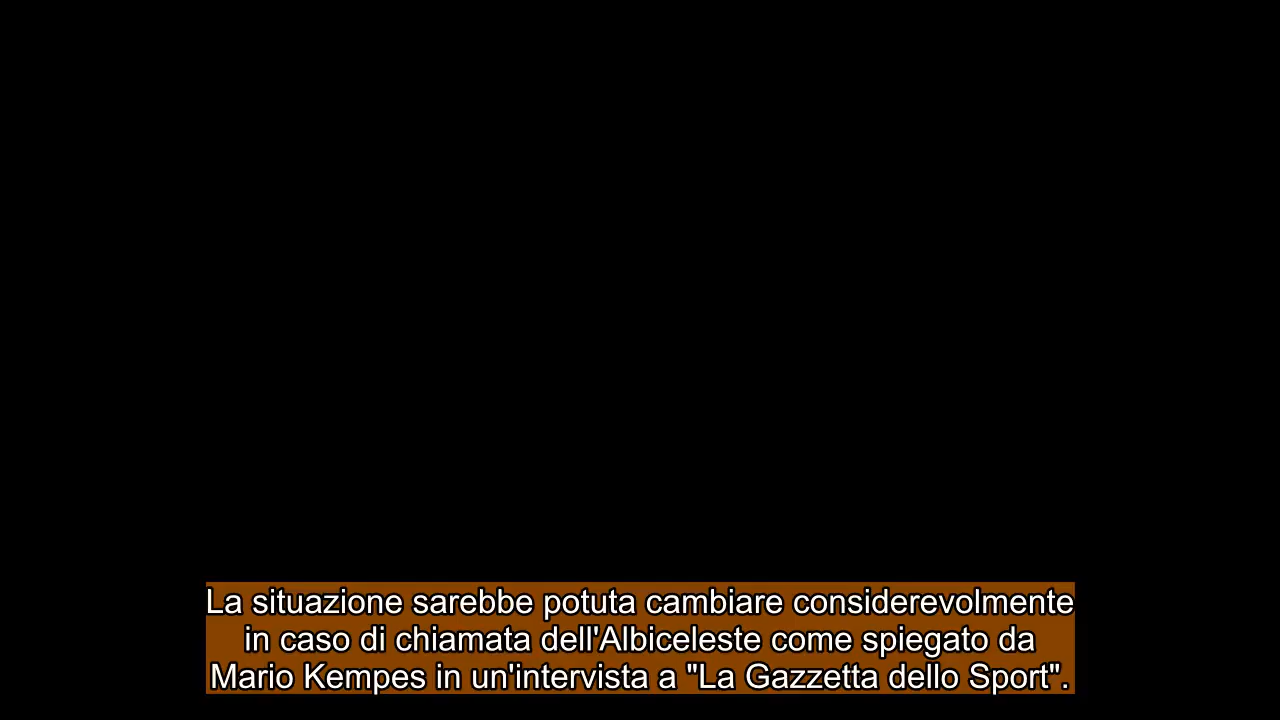 La situazione sarebbe potuta cambiare considerevolmente
in caso di chiamata dell'Albiceleste come spiegato da
Mario Kempes in un'intervista a "La Gazzetta dello Sport".